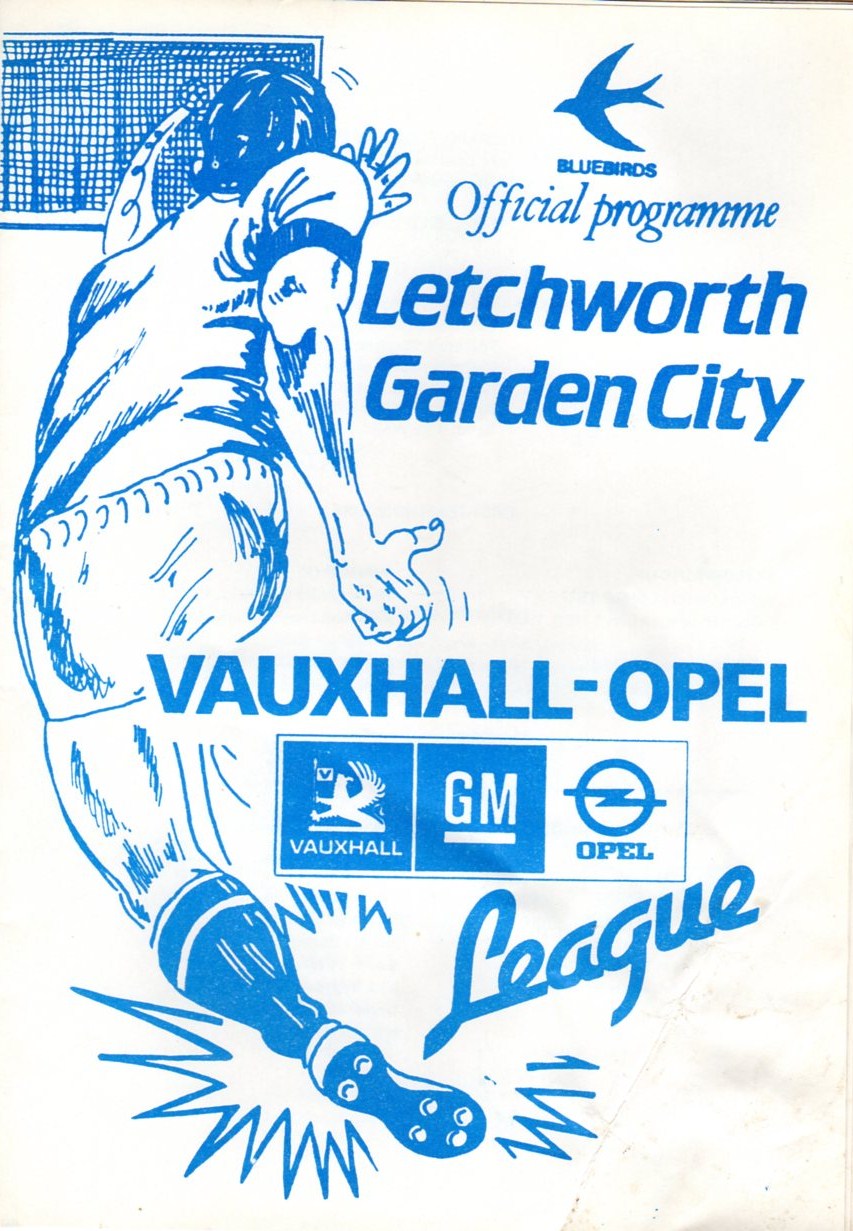 BLUEBIRDS
Official programme
Letchworth
Garden City
VAUXHALL-OPEL
V
VAUXHALL
GM
OPEL
League